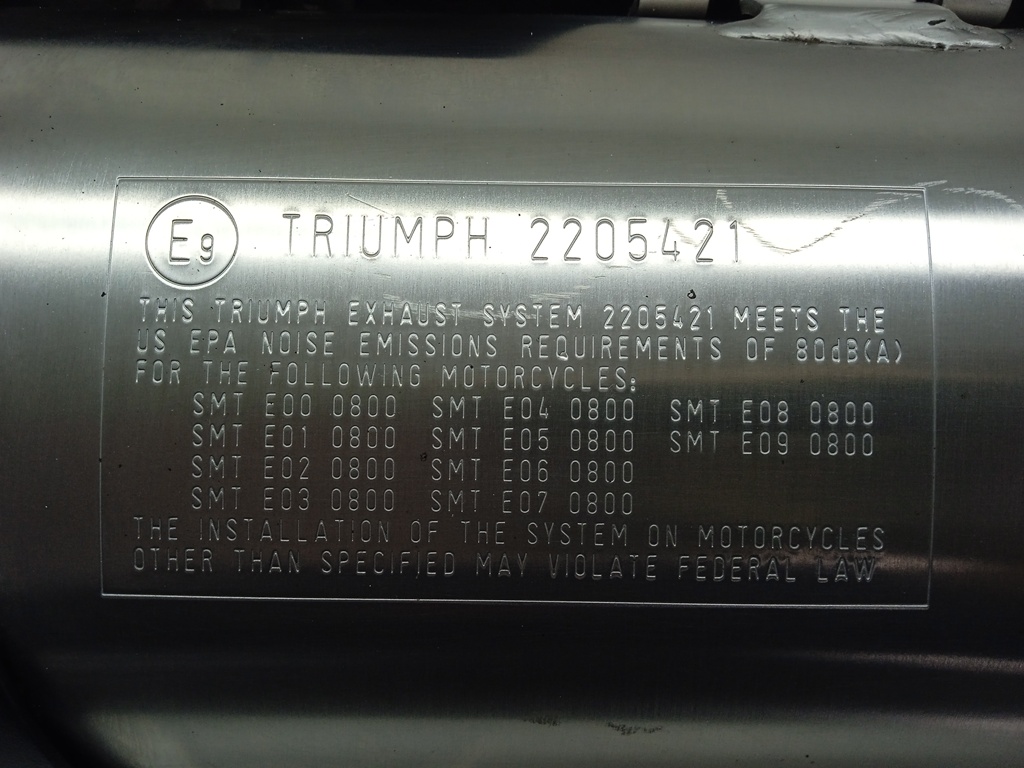 E9 TRIUMPH 2205421
THIS TRIUMPH EXHAUST SYSTEM 2205421 MEETS THE
US EPA NOISE EMISSIONS REQUIREMENTS OF 80dB(A)
FOR THE FOLLOWING MOTORCYCLES:
SMT E00 0800 SMT E04 0800 SMT E08 0800
SMT E01 0800 SMT E05 0800 SMT E09 0800
SMT E02 0800 SMT E06 0800
SMT E03 0800 SMT E07 0800
THE INSTALLATION OF THE SYSTEM ON MOTORCYCLES
OTHER THAN SPECIFIED MAY VIOLATE FEDERAL LAW